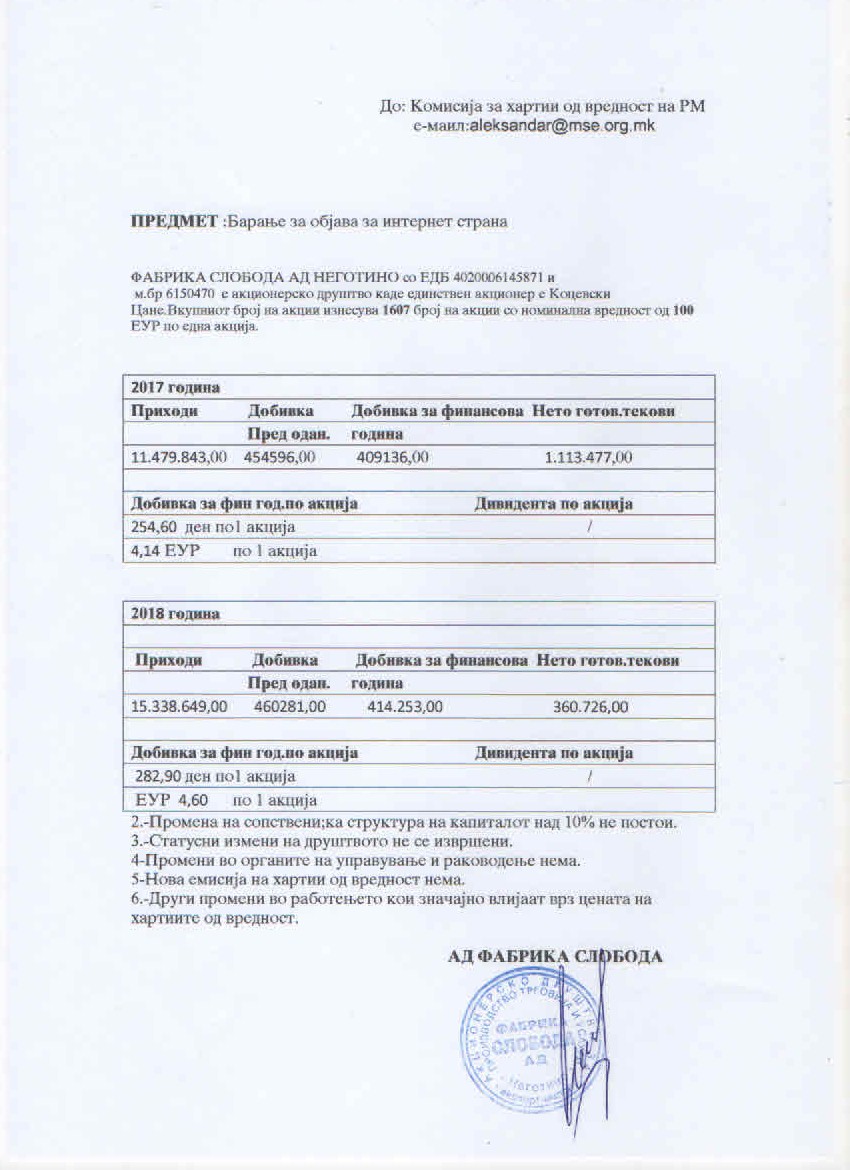 До: Комисија за хартии од вредност на РМ
е-маил:aleksandar@mse.org.mk
ПРЕДМЕТ :Барање за објава за интернет страна
ФАБРИКА СЛОБОДА АД НЕГОТИНО со ЕДБ 4020006145871 и
м.бр 6150470 е акционерско друштво каде единствен акционер е Коцевски
Цане.Вкупниот број на акции изнесува 1607 број на акции со номинална вредност од 100
ЕУР по една акција.
2017 година
Приходи Добивка Добивка за финансова Нето готов.текови
Пред одан. година
11.479.843,00 454596,00 409136,00 1.113.477,00
Добивка за фин год.по акција Дивидента по акција
254,60 ден по1 акција /
4,14 ЕУР по 1 акција
2018 година
Приходи Добивка Добивка за финансова Нето готов.текови
Пред одан. година
15.338.649,00 460281,00 414.253,00 360.726,00
Добивка за фин год.по акција Дивидента по акција
282,90 ден по1 акција /
ЕУР 4,60 по 1 акција
2.-Промена на сопствени;ка структура на капиталот над 10% не постои.
3.-Статусни измени на друштвото не се извршени.
4-Промени во органите на управување и раководење нема.
5-Нова емисија на хартии од вредност нема.
6.-Други промени во работењето кои значајно влијаат врз цената на
хартиите од вредност.
АД ФАБРИКА СЛОБОДА
АКЦИОНЕРСКО
ФАБРИКА
СЛОБОДА
АД